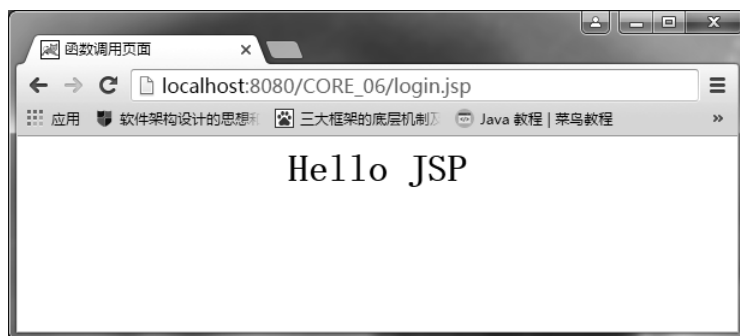 函数调用页面
localhost:8080/CORE_06/login.jsp
应用 软件架构设计的思想 三大框架的底层机制及 Java 教程 | 菜鸟教程
Hello JSP